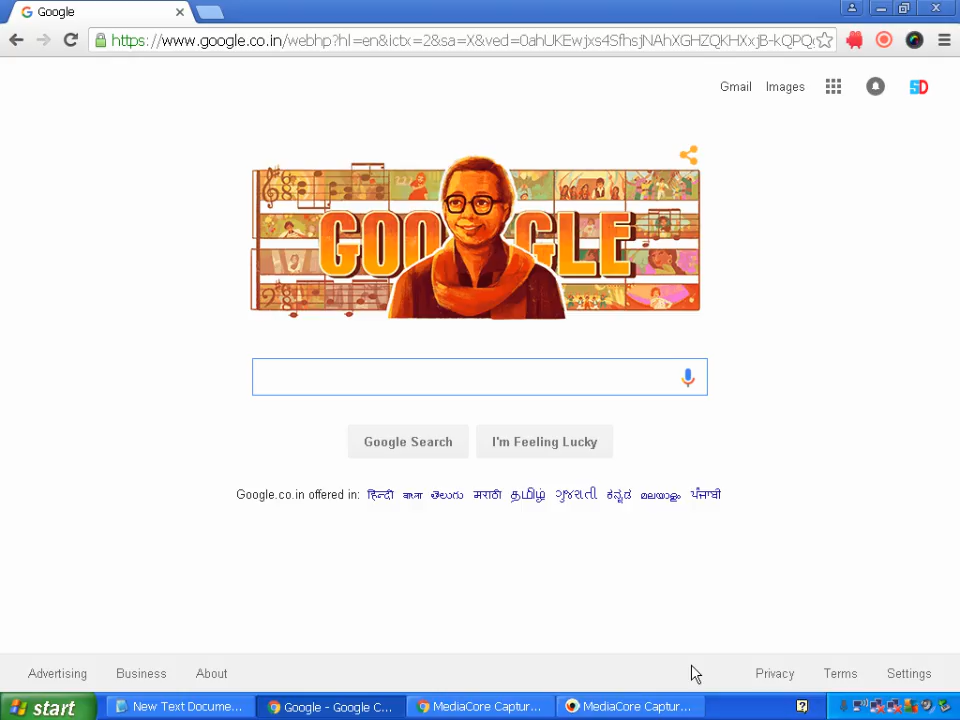 Google
https://www.google.co.in/webhp?hl=en&ictx=2&sa=X&ved=0ahUKEwjxs4SfhsjNAhXGHZQKHXxjB-kQPQ
Gmail Images
SD
GOOGLE
Google Search I'm Feeling Lucky
Google.co.in offered in: हिन्दी বাংলা తెలుగు मराठी தமிழ் ગુજરાતી ಕನ್ನಡ മലയാളം ਪੰਜਾਬੀ
Advertising Business About Privacy Terms Settings
start New Text Docume... Google - Google C... MediaCore Captur... MediaCore Captur...